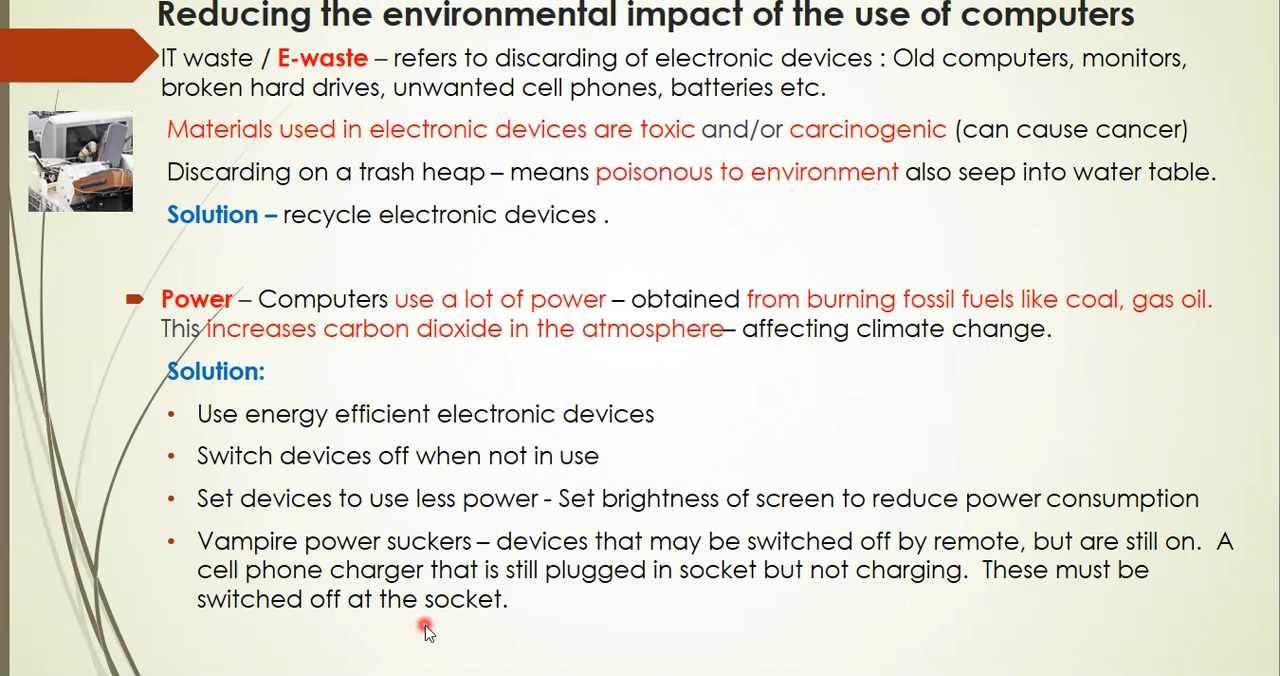 Reducing the environmental impact of the use of computers
IT waste / E-waste – refers to discarding of electronic devices : Old computers, monitors,
broken hard drives, unwanted cell phones, batteries etc.
Materials used in electronic devices are toxic and/or carcinogenic (can cause cancer)
Discarding on a trash heap – means poisonous to environment also seep into water table.
Solution – recycle electronic devices .
Power – Computers use a lot of power – obtained from burning fossil fuels like coal, gas oil.
This increases carbon dioxide in the atmosphere– affecting climate change.
Solution:
• Use energy efficient electronic devices
• Switch devices off when not in use
• Set devices to use less power - Set brightness of screen to reduce power consumption
• Vampire power suckers – devices that may be switched off by remote, but are still on. A
cell phone charger that is still plugged in socket but not charging. These must be
switched off at the socket.